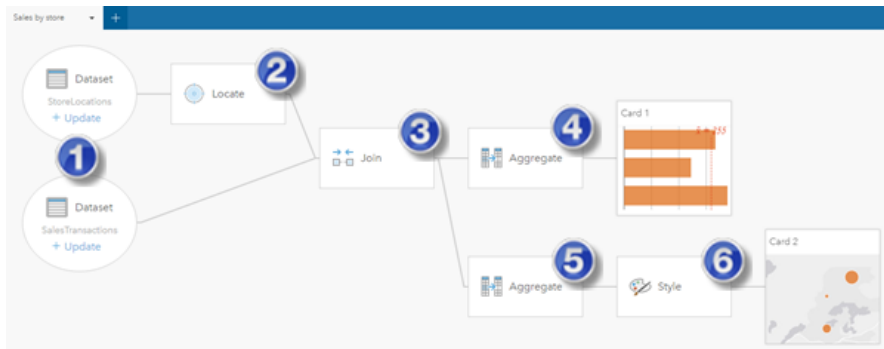 Sales by store
Dataset
StoreLocations
+ Update
1
Dataset
SalesTransactions
+ Update
2
Locate
3
Join
4
Aggregate
Card 1
5
Aggregate
6
Style
Card 2